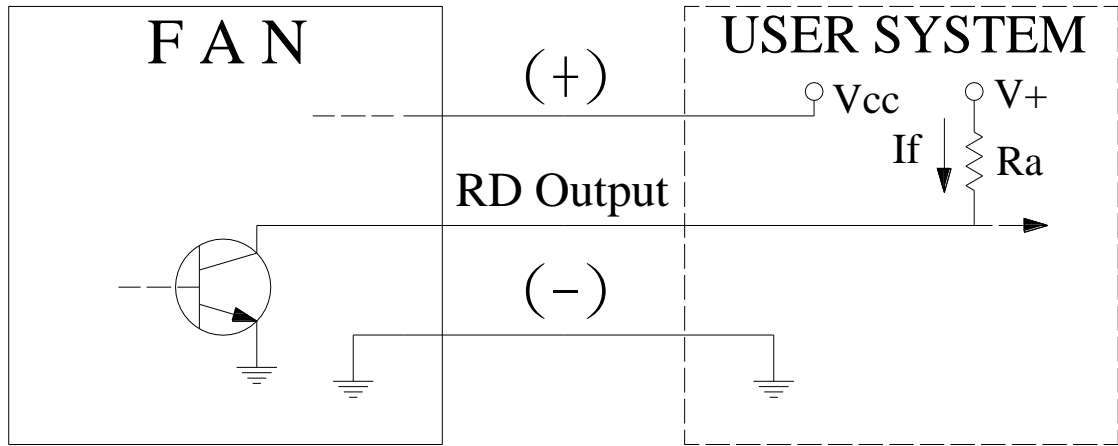 F A N
USER SYSTEM
(+)
Vcc
V+
If
Ra
RD Output
(-)